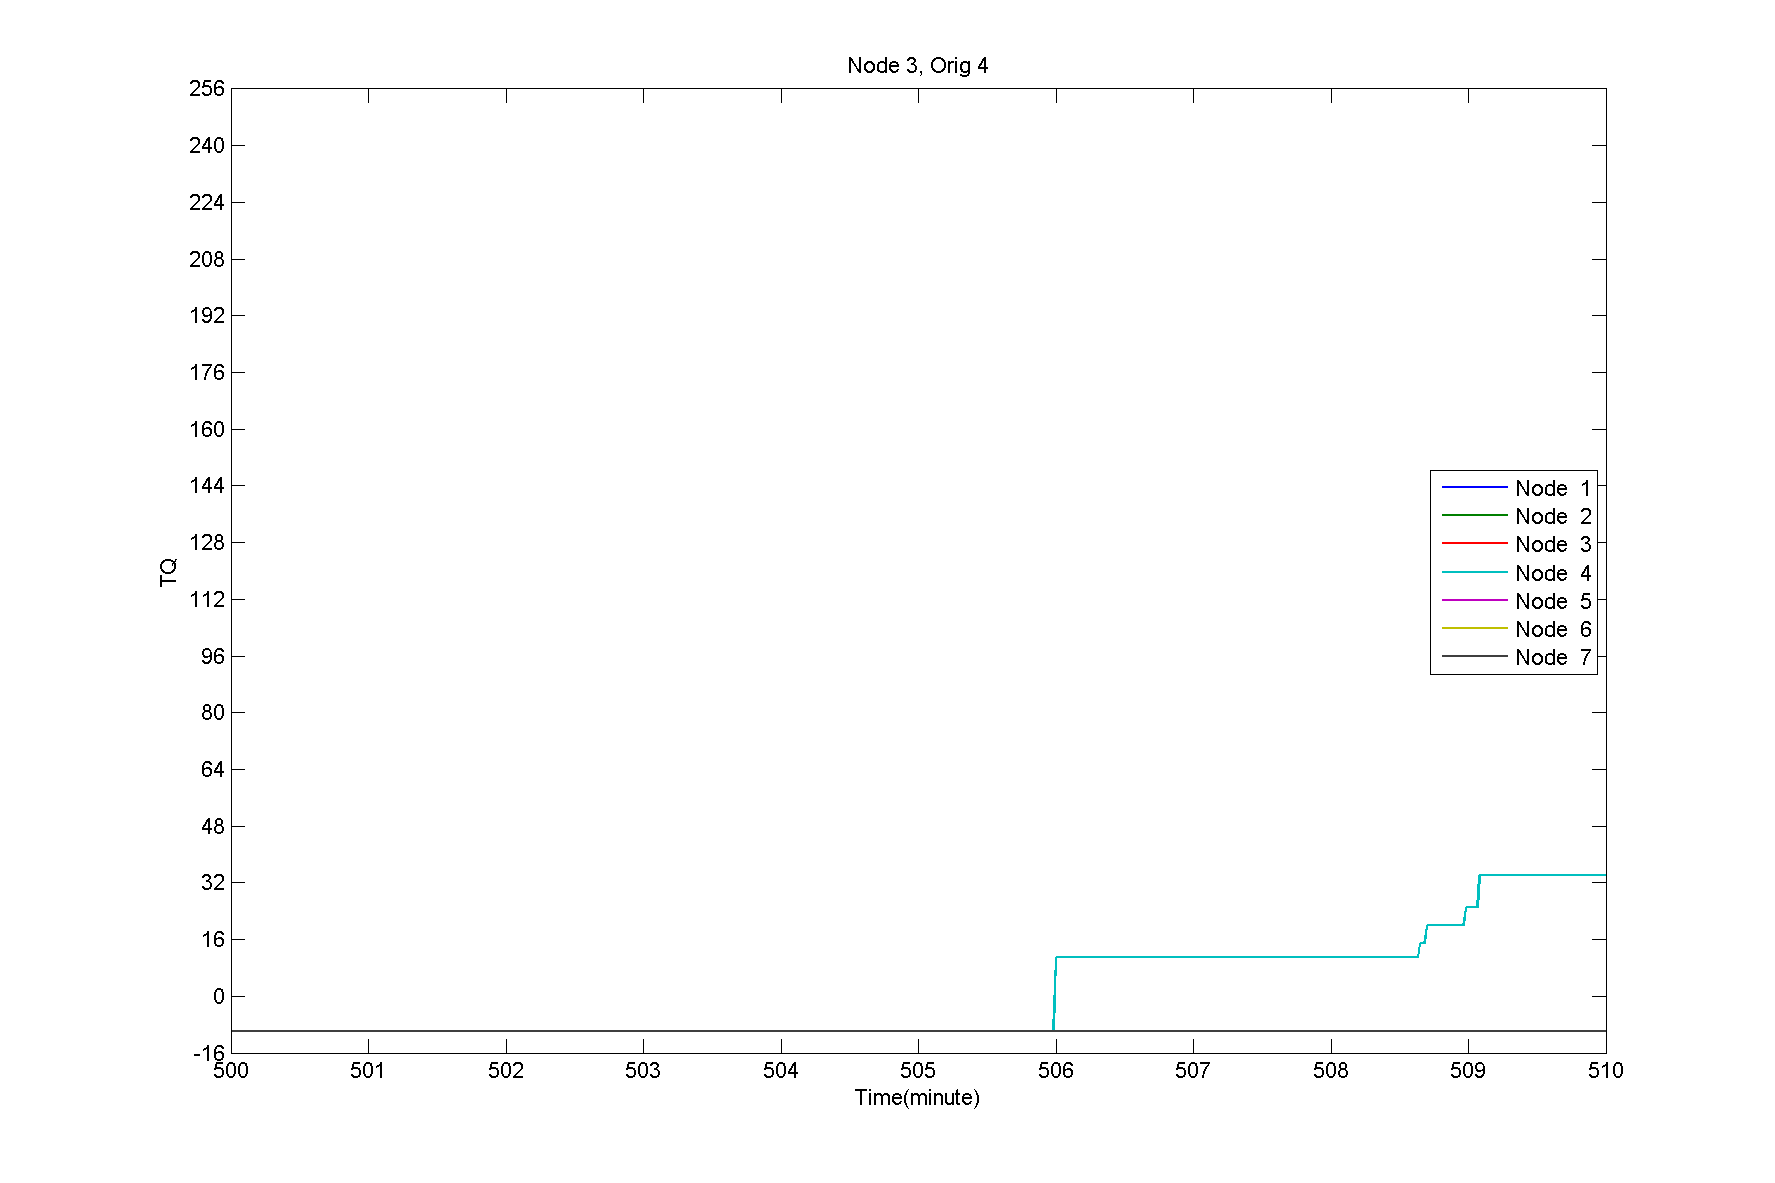 Node 3, Orig 4
256
240
224
208
192
176
160
144
128
112
96
80
64
48
32
16
0
-16
TQ
Node 1
Node 2
Node 3
Node 4
Node 5
Node 6
Node 7
500 501 502 503 504 505 506 507 508 509 510
Time(minute)